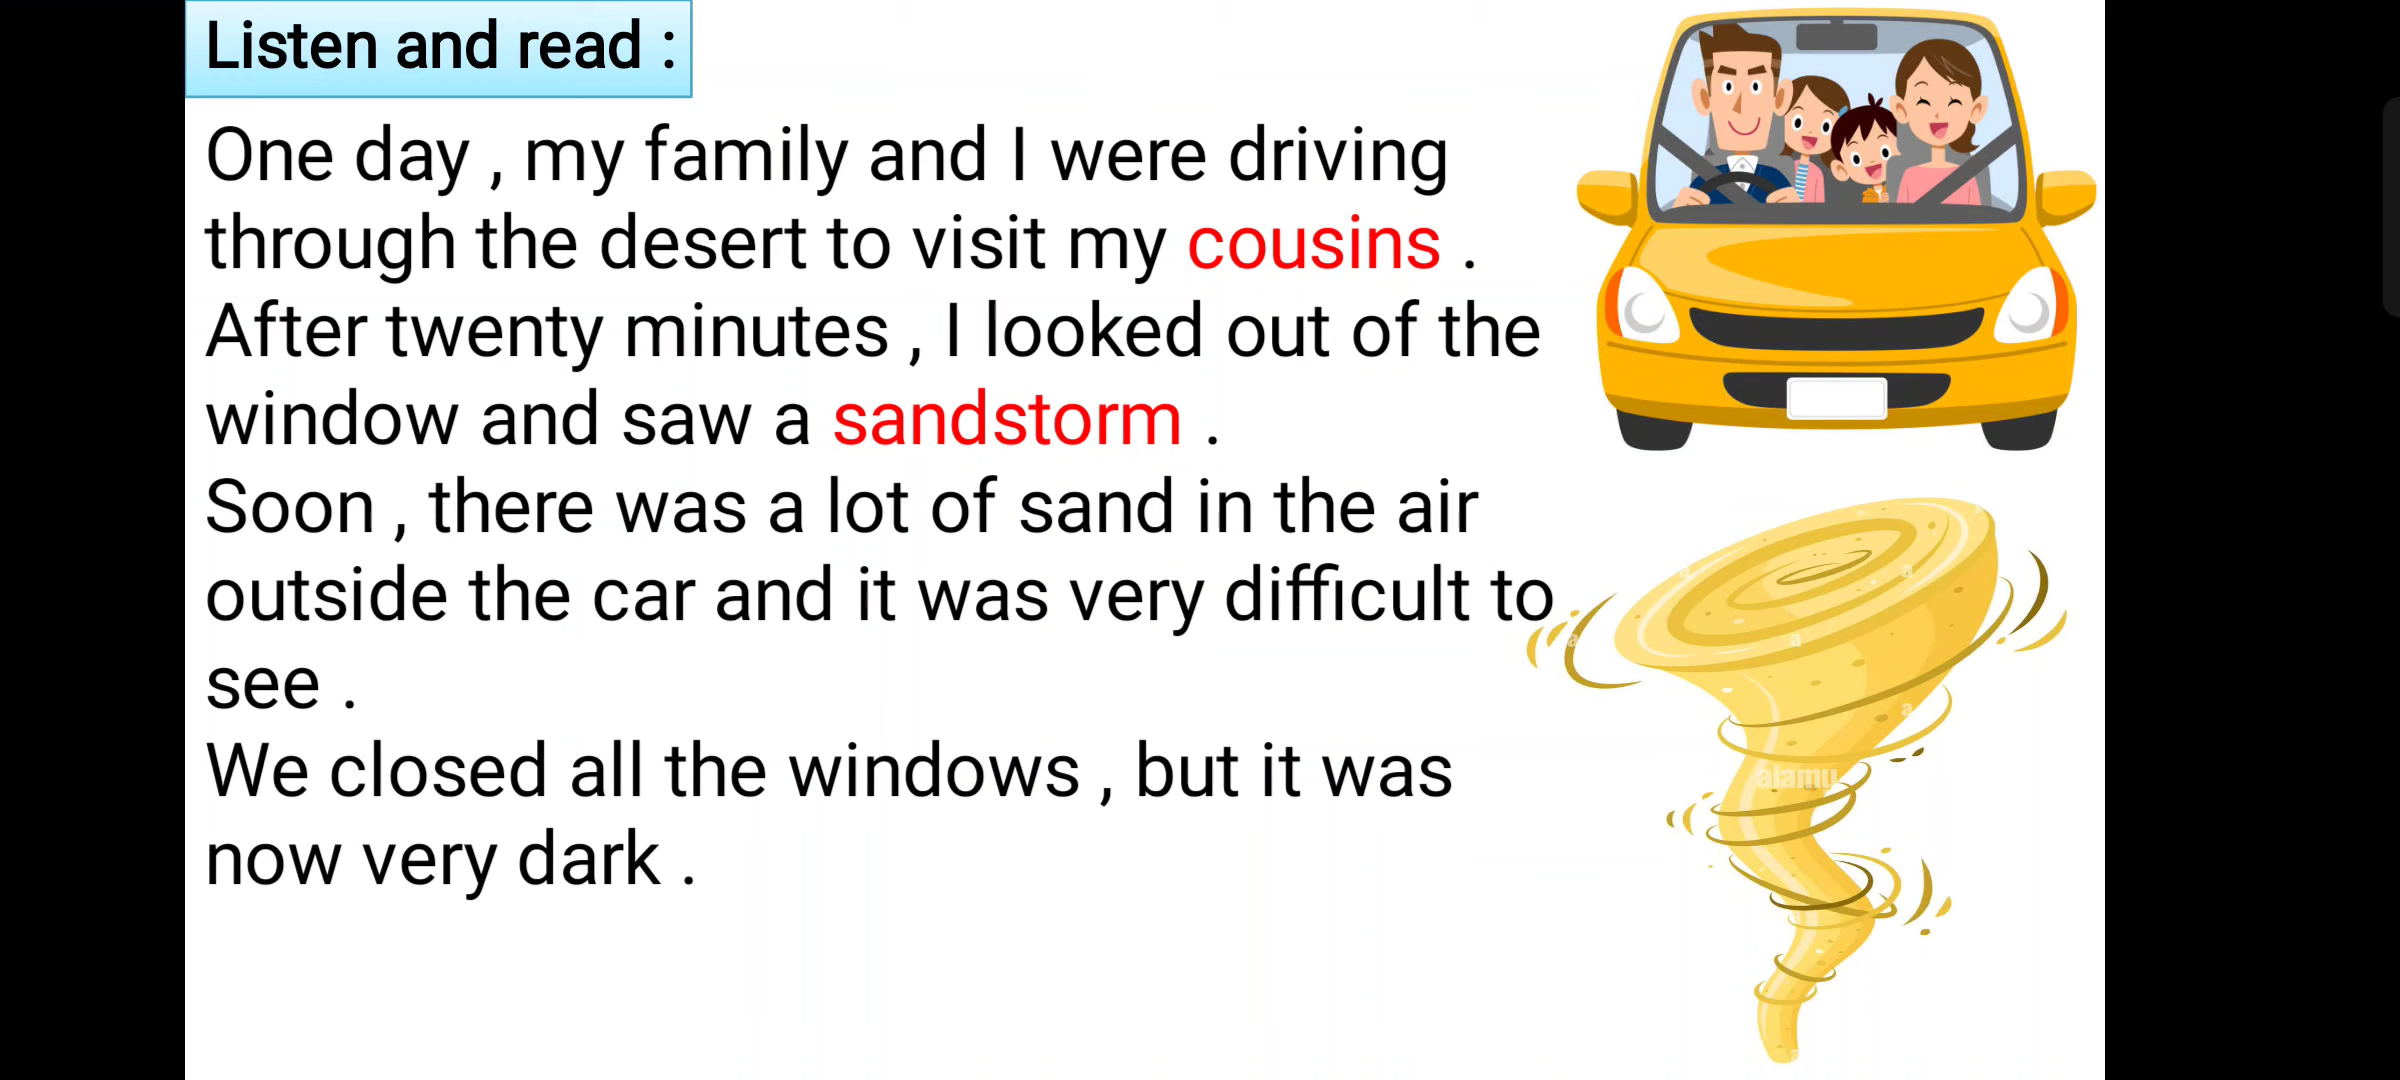 Listen and read :
One day , my family and I were driving
through the desert to visit my cousins .
After twenty minutes , I looked out of the
window and saw a sandstorm .
Soon , there was a lot of sand in the air
outside the car and it was very difficult to
see .
We closed all the windows , but it was
now very dark .
alamy